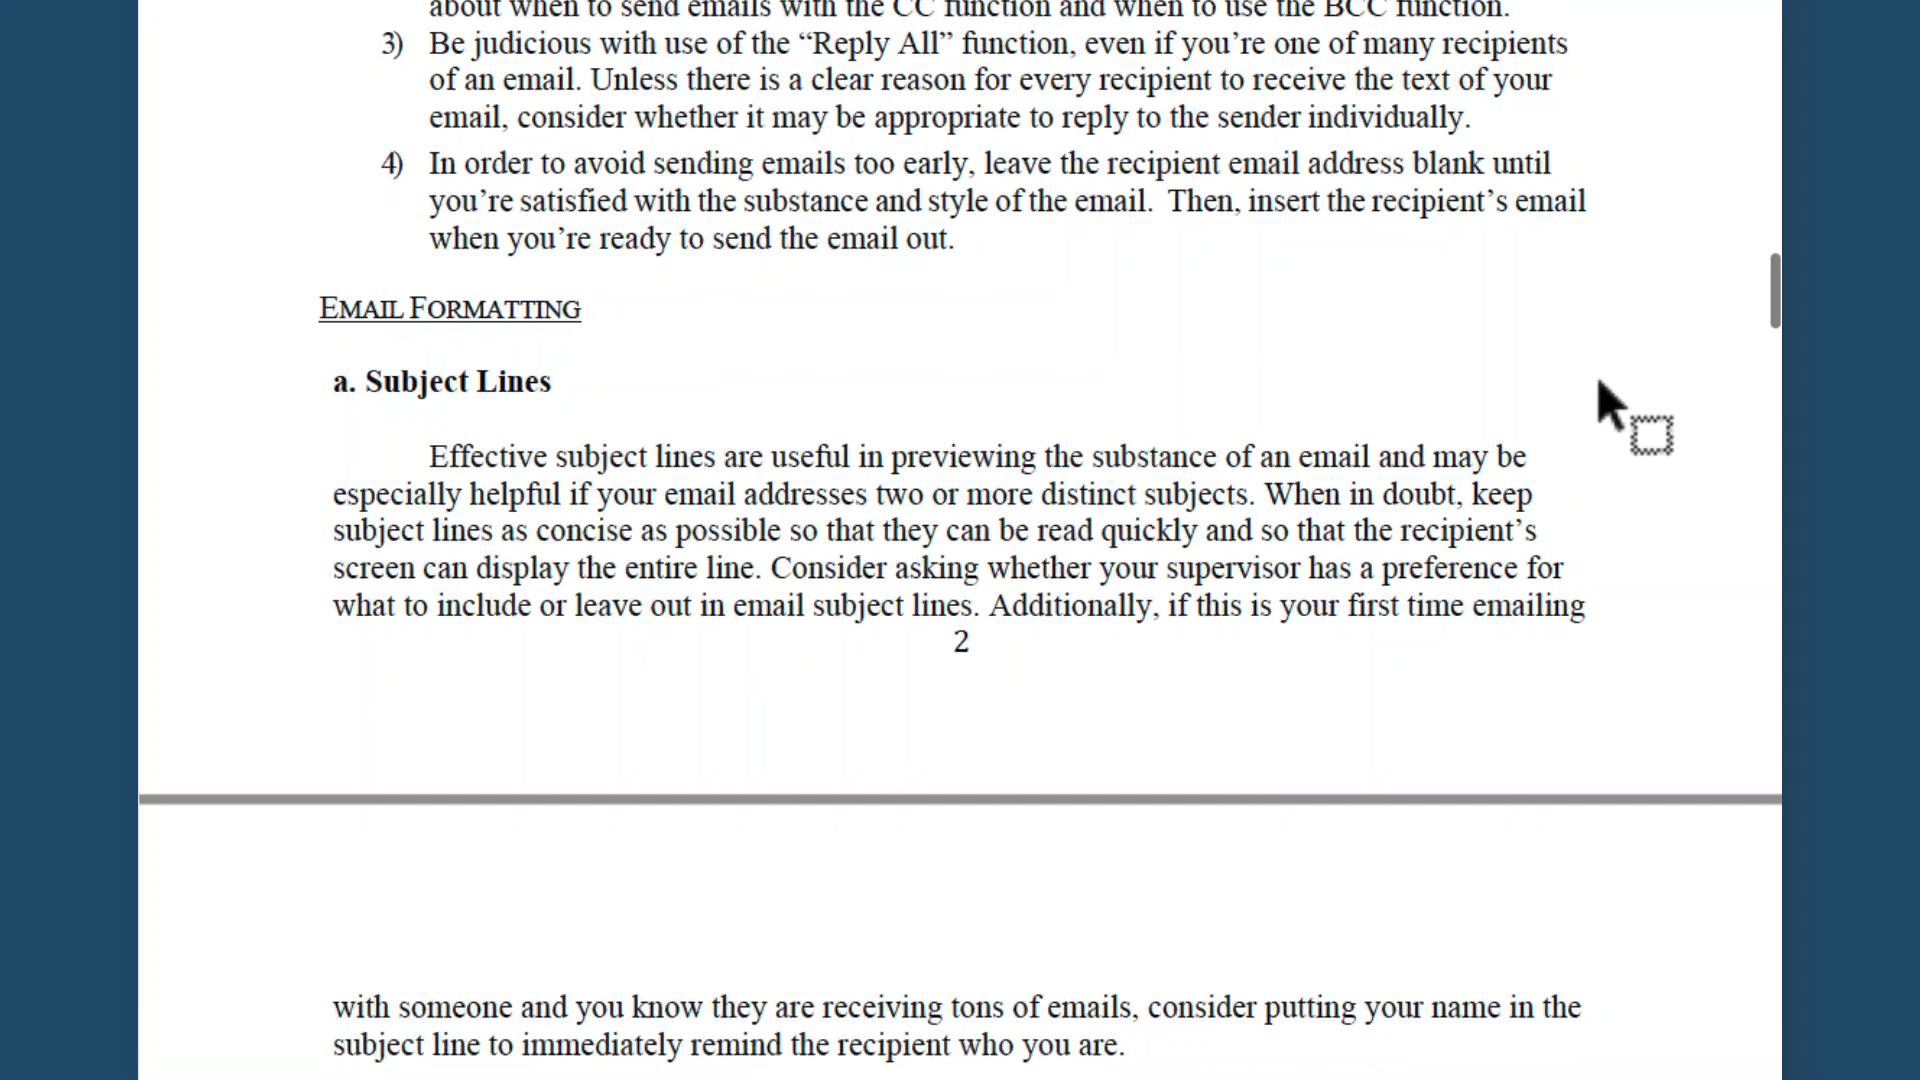 about when to send emails with the CC function and when to use the BCC function.
3) Be judicious with use of the “Reply All” function, even if you’re one of many recipients
of an email. Unless there is a clear reason for every recipient to receive the text of your
email, consider whether it may be appropriate to reply to the sender individually.
4) In order to avoid sending emails too early, leave the recipient email address blank until
you’re satisfied with the substance and style of the email.  Then, insert the recipient’s email
when you’re ready to send the email out.
EMAIL FORMATTING
a. Subject Lines
Effective subject lines are useful in previewing the substance of an email and may be
especially helpful if your email addresses two or more distinct subjects. When in doubt, keep
subject lines as concise as possible so that they can be read quickly and so that the recipient’s
screen can display the entire line. Consider asking whether your supervisor has a preference for
what to include or leave out in email subject lines. Additionally, if this is your first time emailing
2
with someone and you know they are receiving tons of emails, consider putting your name in the
subject line to immediately remind the recipient who you are.